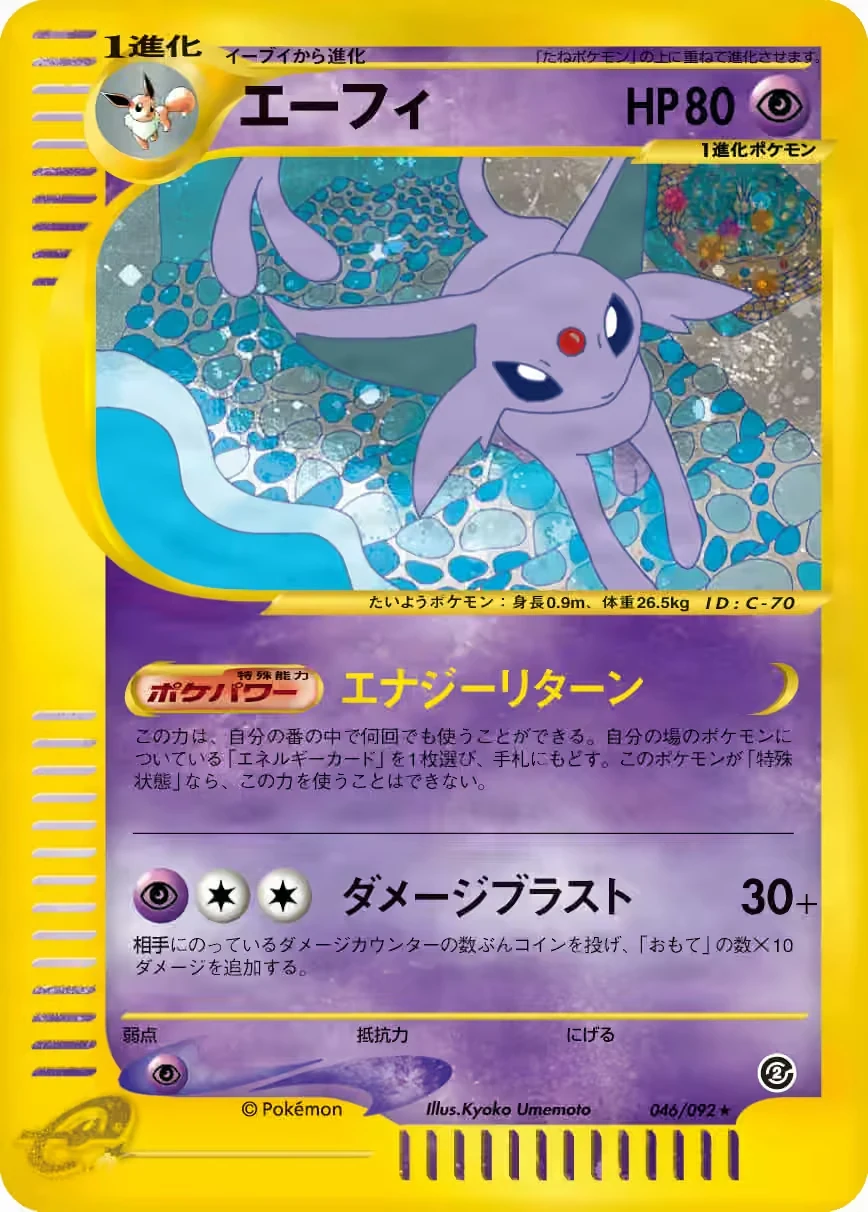 1進化
イーブイから進化
「たねポケモン」の上に重ねて進化させます。
エーフィ
HP80
1進化ポケモン
たいようポケモン：身長0.9m、体重26.5kg ID:C-70
特殊能力
ポケパワー エナジーリターン
この力は、自分の番の中で何回でも使うことができる。自分の場のポケモンに
ついている「エネルギーカード」を1枚選び、手札にもどす。このポケモンが「特殊
状態」なら、この力を使うことはできない。
ダメージブラスト 30+
相手にのっているダメージカウンターの数ぶんコインを投げ、「おもて」の数×10
ダメージを追加する。
弱点 抵抗力 にげる
2
© Pokémon Illus.Kyoko Umemoto 046/092★